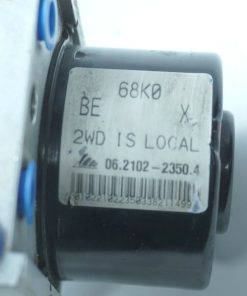 68K0
BE X
2WD IS LOCAL
06.2102-2350.4